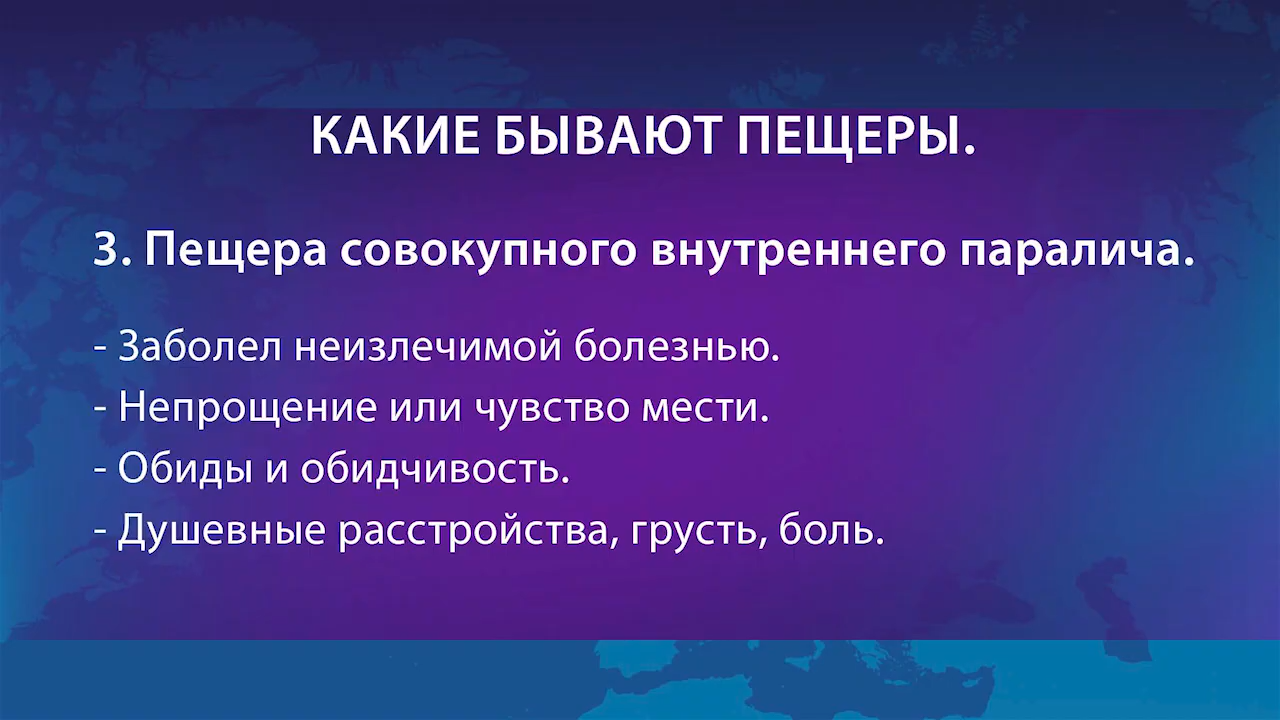 КАКИЕ БЫВАЮТ ПЕЩЕРЫ.
3. Пещера совокупного внутреннего паралича.
- Заболел неизлечимой болезнью.
- Непрощение или чувство мести.
- Обиды и обидчивость.
- Душевные расстройства, грусть, боль.